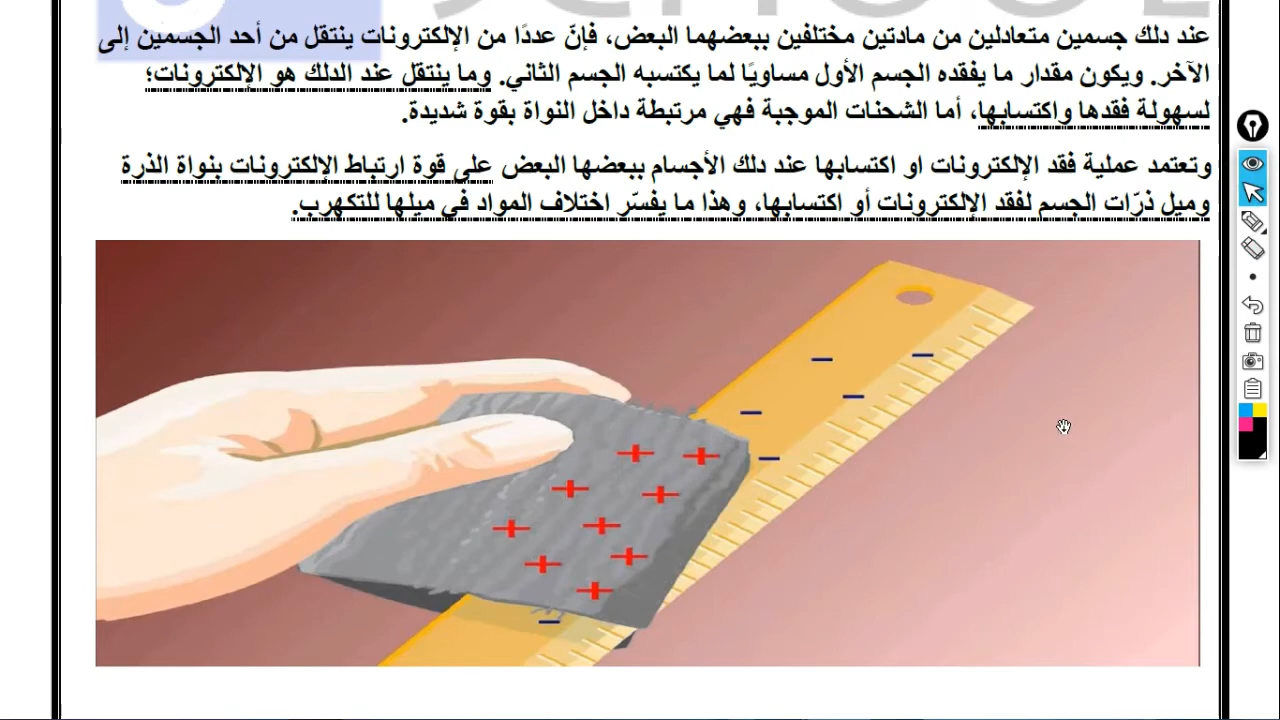 SCHOOL
عند دلك جسمين متعادلين من مادتين مختلفين ببعضهما البعض، فإنّ عددًا من الإلكترونات ينتقل من أحد الجسمين إلى
الآخر. ويكون مقدار ما يفقده الجسم الأول مساويًا لما يكتسبه الجسم الثاني. وما ينتقل عند الدلك هو الإلكترونات؛
لسهولة فقدها واكتسابها، أما الشحنات الموجبة فهي مرتبطة داخل النواة بقوة شديدة.
وتعتمد عملية فقد الإلكترونات او اكتسابها عند دلك الأجسام ببعضها البعض على قوة ارتباط الإلكترونات بنواة الذرة
وميل ذرّات الجسم لفقد الإلكترونات أو اكتسابها، وهذا ما يفسّر اختلاف المواد في ميلها للتكهرب.